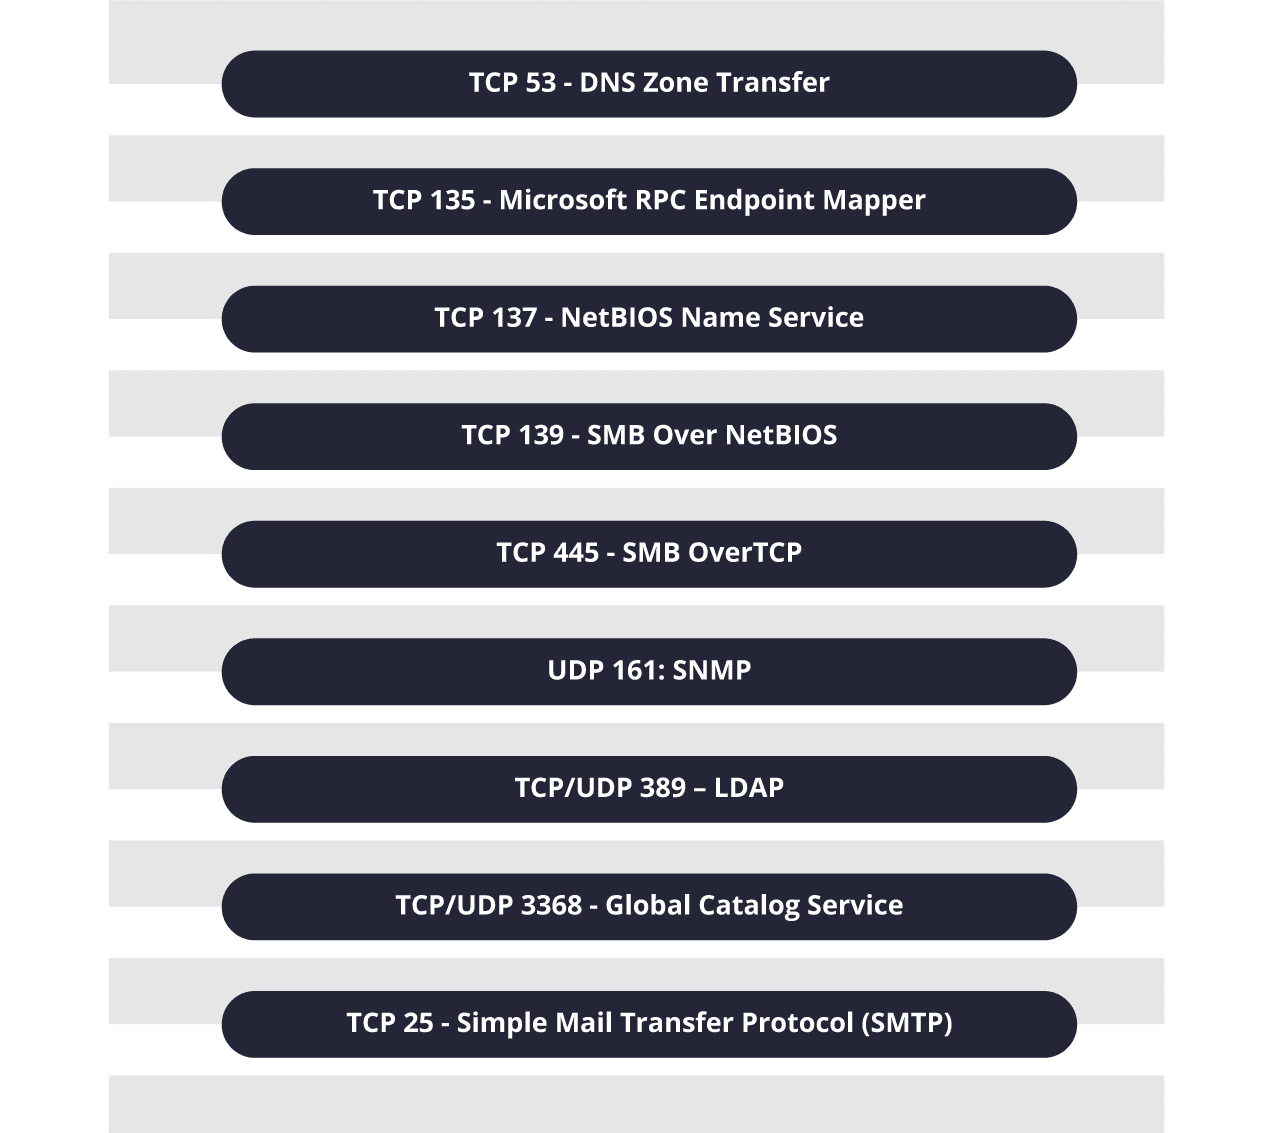 TCP 53 - DNS Zone Transfer
TCP 135 - Microsoft RPC Endpoint Mapper
TCP 137 - NetBIOS Name Service
TCP 139 - SMB Over NetBIOS
TCP 445 - SMB OverTCP
UDP 161: SNMP
TCP/UDP 389 – LDAP
TCP/UDP 3368 - Global Catalog Service
TCP 25 - Simple Mail Transfer Protocol (SMTP)